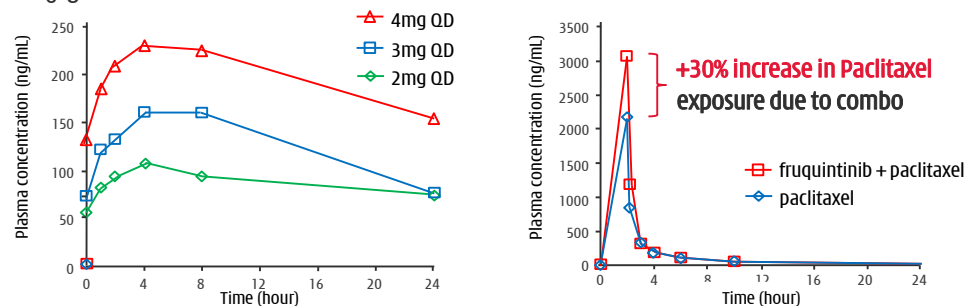 4mg QD
3mg QD
2mg QD
Plasma concentration (ng/mL)
250
200
150
100
50
0
0 4 8 12 16 20 24
Time (hour)
Plasma concentration (ng/mL)
3500
3000
2500
2000
1500
1000
500
0
+30% increase in Paclitaxel
exposure due to combo
fruquintinib + paclitaxel
paclitaxel
0 4 8 12 16 20 24
Time (hour)